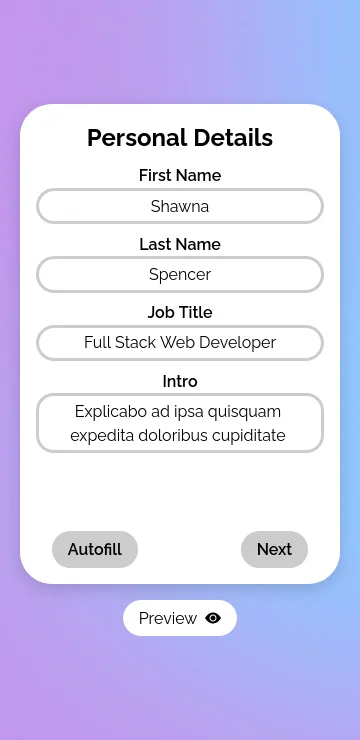 Personal Details
First Name
Shawna
Last Name
Spencer
Job Title
Full Stack Web Developer
Intro
Explicabo ad ipsa quisquam
expedita doloribus cupiditate
Autofill
Next
Preview